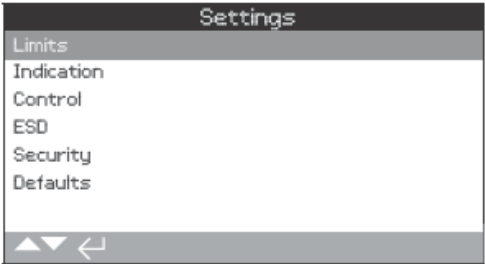 Settings
Limits
Indication
Control
ESD
Security
Defaults